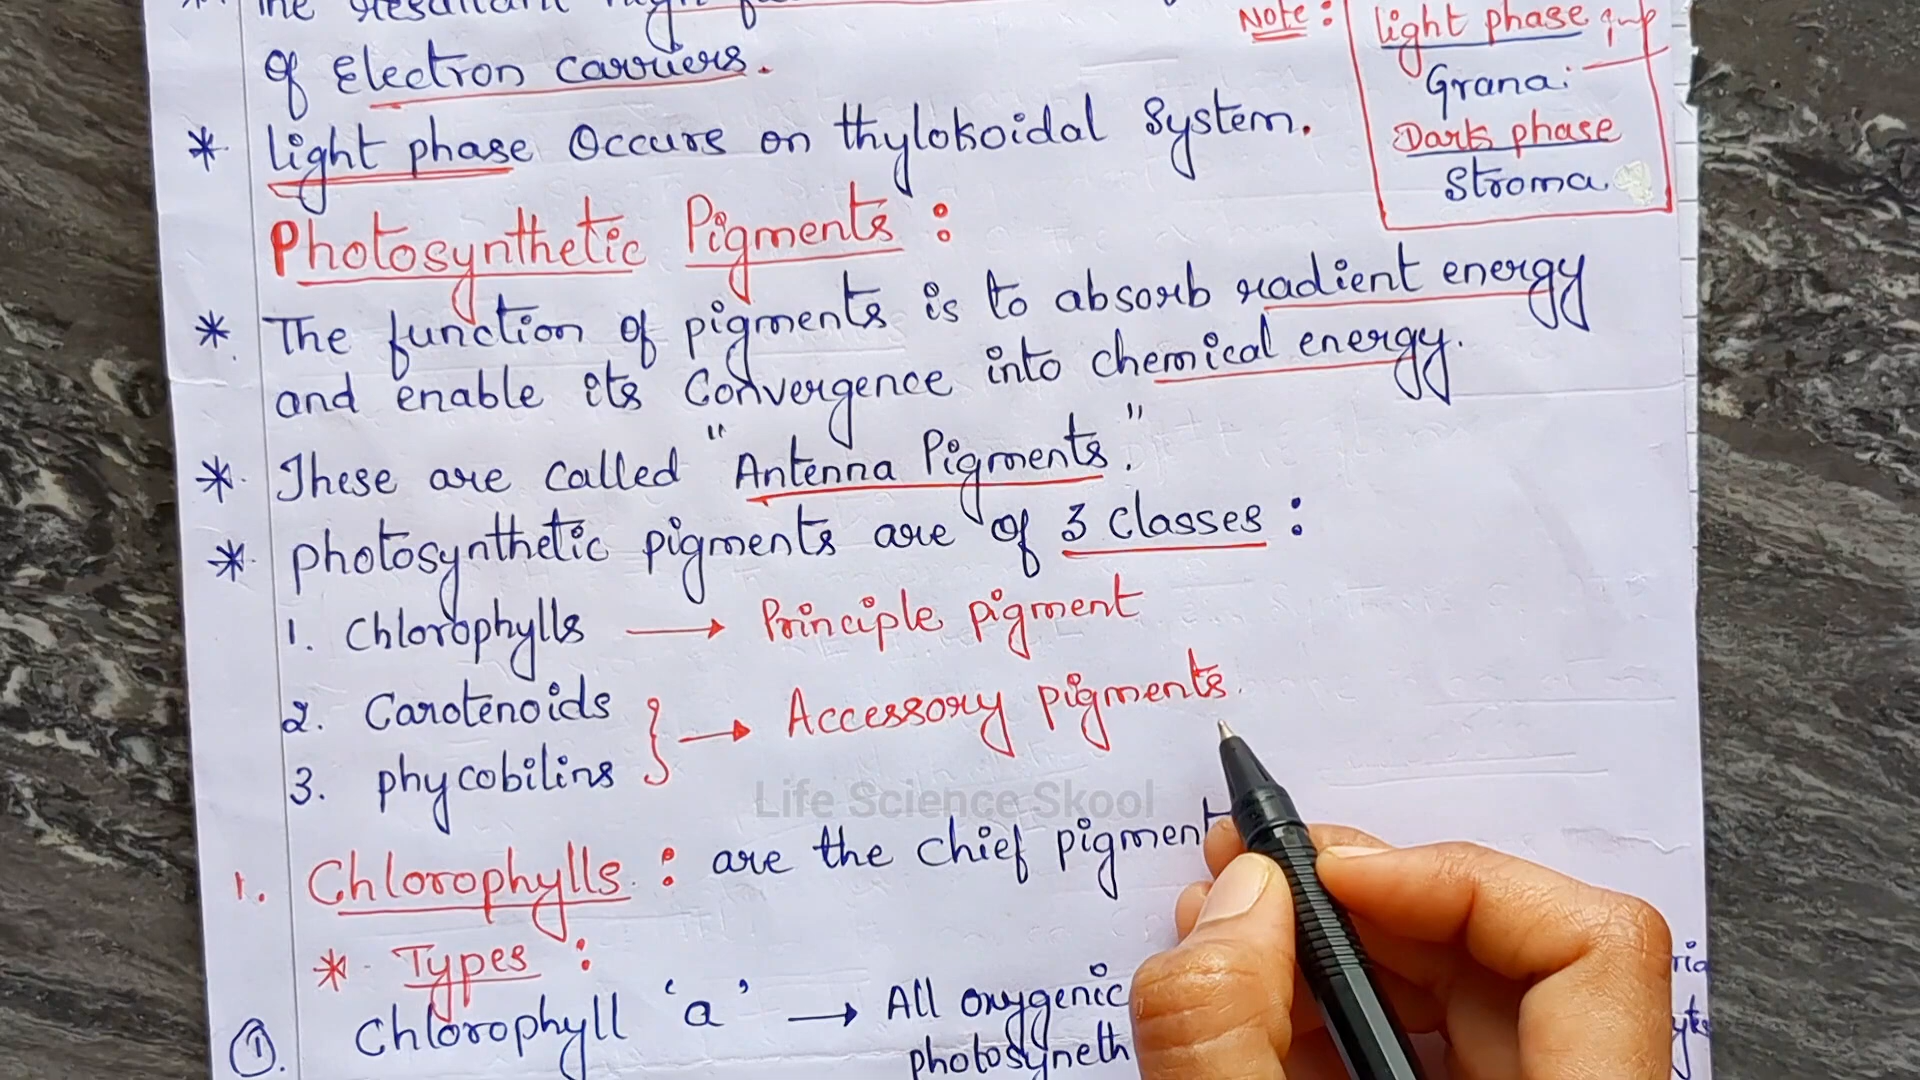 of Electron carriers.
Note :
light phase
Grana.
Dark phase
Stroma.
* light phase Occurs on thylokoidal System.
Photosynthetic Pigments :
* The function of pigments is to absorb radient energy
and enable its Convergence into chemical energy.
* These are called "Antenna Pigments."
* photosynthetic pigments are of 3 classes :
1. Chlorophylls → Principle pigment
2. Carotenoids
3. phycobilins } → Accessory pigments.
Life Science Skool
1. Chlorophylls : are the chief pigment
* Types :
①. Chlorophyll 'a' → All oxygenic
photosyneth